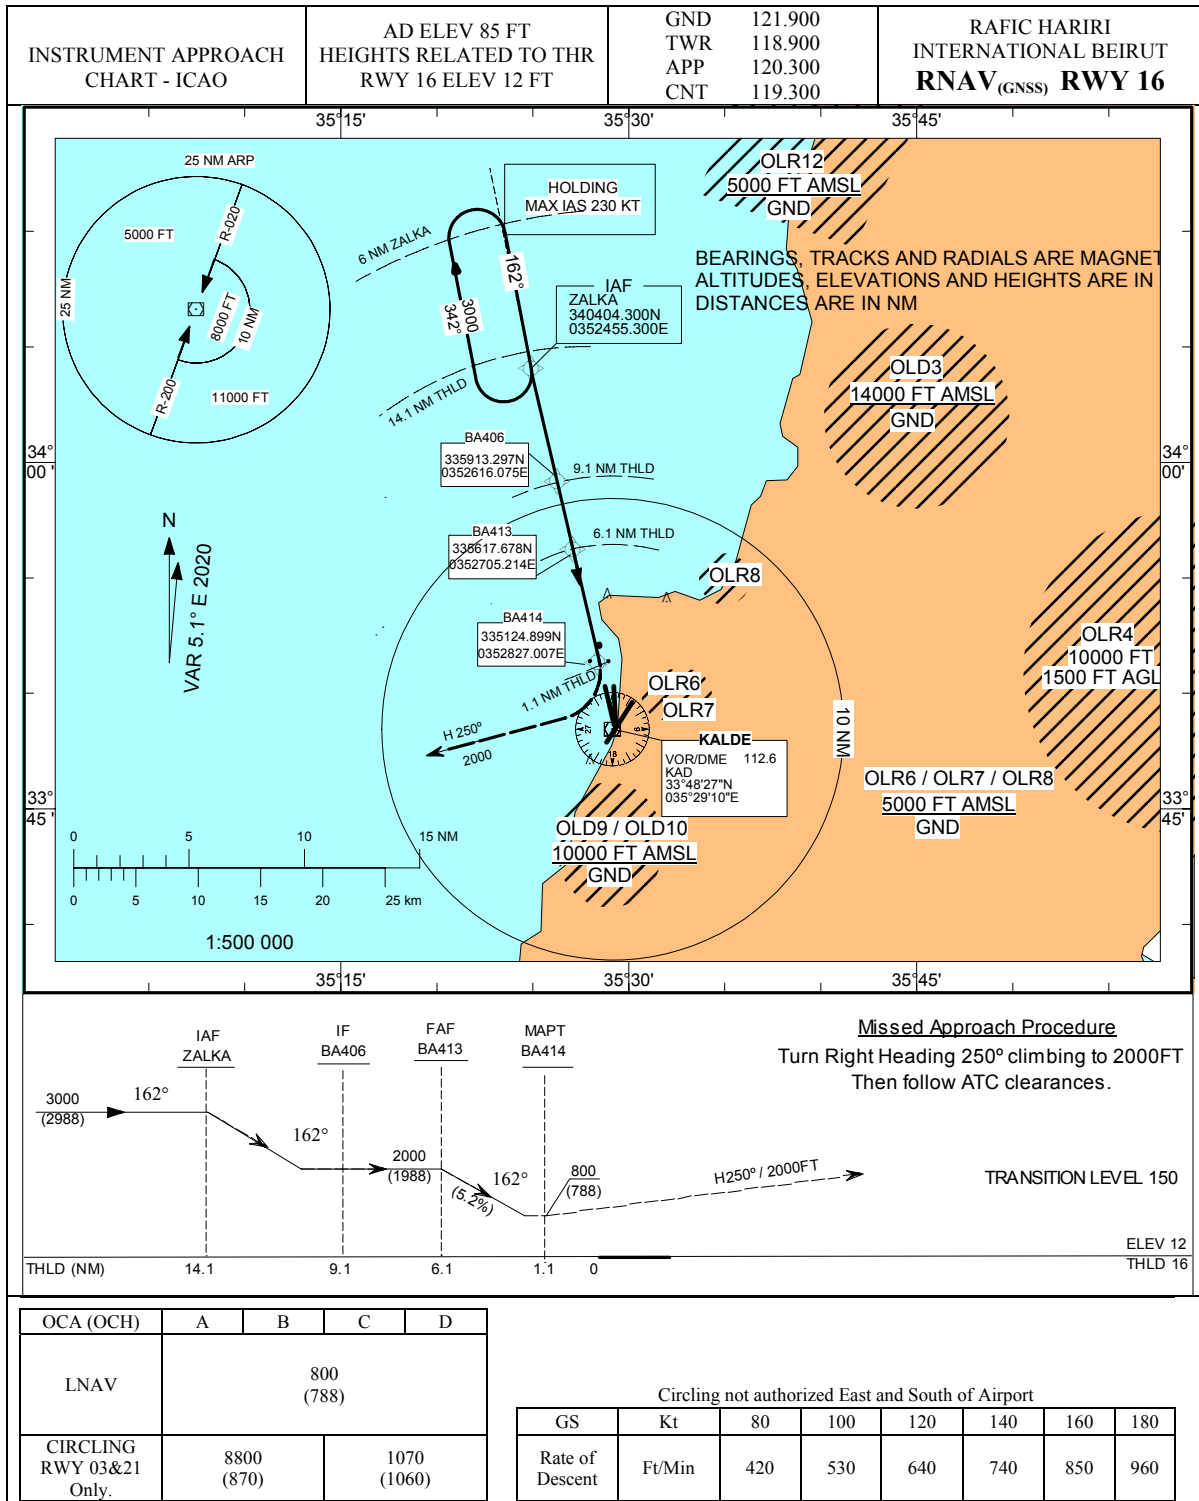 INSTRUMENT APPROACH
CHART - ICAO
AD ELEV 85 FT
HEIGHTS RELATED TO THR
RWY 16 ELEV 12 FT
GND 121.900
TWR 118.900
APP 120.300
CNT 119.300
RAFIC HARIRI
INTERNATIONAL BEIRUT
RNAV(GNSS) RWY 16
35°15' 35°30' 35°45'
25 NM ARP
5000 FT
R-020
25 NM
8000 FT
10 NM
R-200
11000 FT
HOLDING
MAX IAS 230 KT
6 NM ZALKA
162°
3000
342°
IAF
ZALKA
340404.300N
0352455.300E
14.1 NM THLD
OLR12
5000 FT AMSL
GND
BEARINGS, TRACKS AND RADIALS ARE MAGNET
ALTITUDES, ELEVATIONS AND HEIGHTS ARE IN
DISTANCES ARE IN NM
OLD3
14000 FT AMSL
GND
34°
00'
34°
00'
BA406
335913.297N
0352616.075E
9.1 NM THLD
BA413
335617.678N
0352705.214E
6.1 NM THLD
N
VAR 5.1° E 2020
OLR8
BA414
335124.899N
0352827.007E
1.1 NM THLD
OLR4
10000 FT
1500 FT AGL
OLR6
OLR7
H 250°
2000
27
9
18
KALDE
VOR/DME 112.6
KAD
33°48'27"N
035°29'10"E
10 NM
OLR6 / OLR7 / OLR8
5000 FT AMSL
GND
33°
45'
33°
45'
OLD9 / OLD10
10000 FT AMSL
GND
0 5 10 15 NM
0 5 10 15 20 25 km
1:500 000
35°15' 35°30' 35°45'
IAF
ZALKA
IF
BA406
FAF
BA413
MAPT
BA414
Missed Approach Procedure
Turn Right Heading 250º climbing to 2000FT
Then follow ATC clearances.
3000
(2988)
162°
162°
2000
(1988)
(5.2%)
162°
800
(788)
H250º / 2000FT
TRANSITION LEVEL 150
ELEV 12
THLD 16
THLD (NM) 14.1 9.1 6.1 1.1 0
OCA (OCH) A B C D
LNAV
800
(788)
CIRCLING
RWY 03&21
Only.
8800
(870)
1070
(1060)
Circling not authorized East and South of Airport
GS Kt 80 100 120 140 160 180
Rate of
Descent
Ft/Min 420 530 640 740 850 960